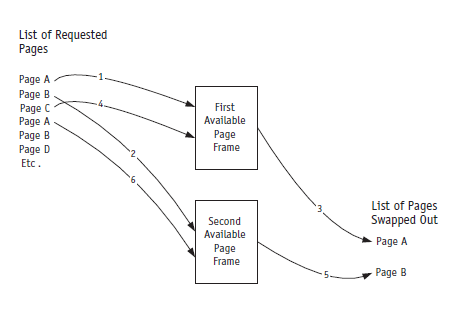 List of Requested
Pages
Page A
Page B
Page C
Page A
Page B
Page D
Etc.
1
4
2
6
First
Available
Page
Frame
Second
Available
Page
Frame
3
5
List of Pages
Swapped Out
Page A
Page B